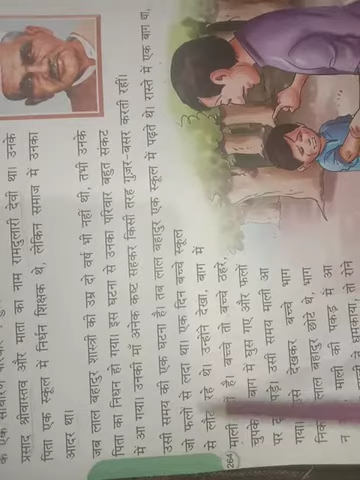 प्रसाद श्रीवास्तव और माता का नाम रामदुलारी देवी था। उनके
पिता एक स्कूल में निर्धन शिक्षक थे, लेकिन समाज में उनका
आदर था।
जब लाल बहादुर शास्त्री की उम्र दो वर्ष भी नहीं थी, तभी उनके
पिता का निधन हो गया। इस घटना से उनका परिवार बहुत संकट
में आ गया। उनकी माँ अनेक कष्ट सहकर किसी तरह गुज़र-बसर करती रहीं।
उसी समय की एक घटना है। तब लाल बहादुर एक स्कूल में पढ़ते थे। रास्ते में एक बाग था,
जो फलों से लदा था। एक दिन बच्चे स्कूल
से लौट रहे थे। उन्होंने देखा, बाग में
माली नहीं है। बच्चे तो बच्चे ठहरे,
चुपके बाग में घुस गए और फलों
पर टूट पड़े। उसी समय माली आ
गया। उसे देखकर बच्चे भाग
लाल बहादुर छोटे थे, भाग
माली की पकड़ में आ
धमकाया तो रोने
264